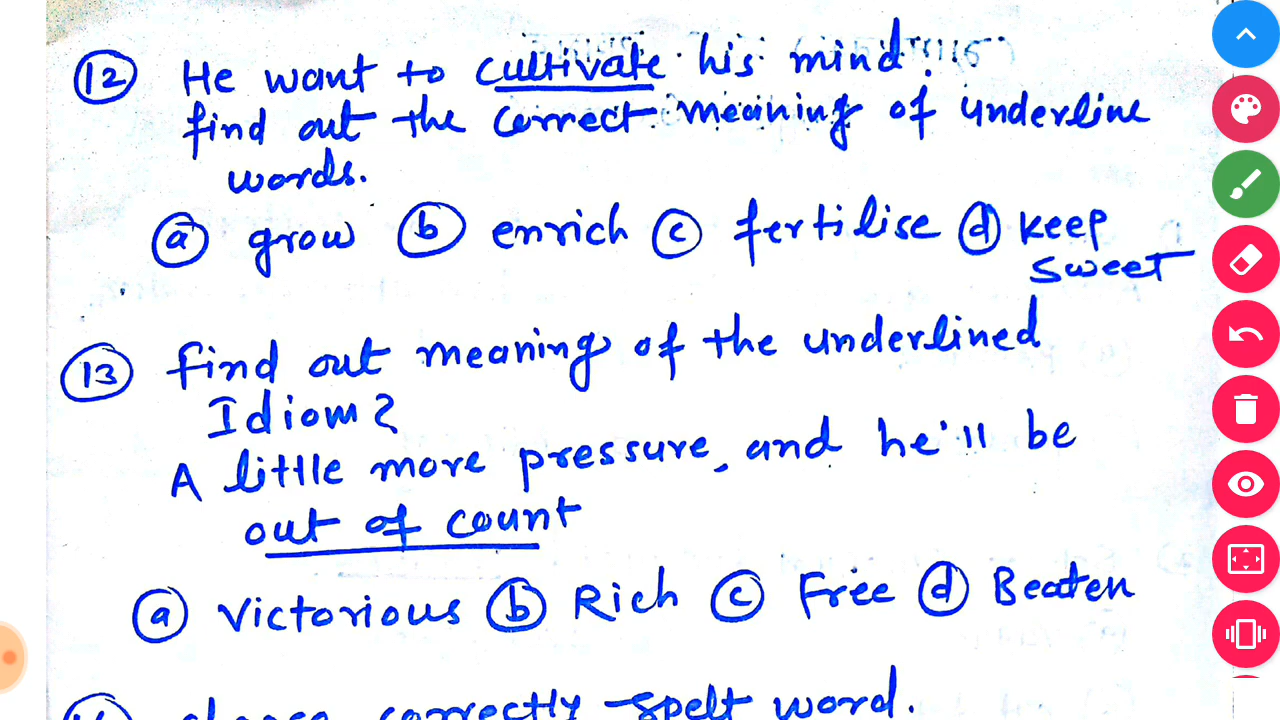 12 He want to cultivate his mind.
find out the correct meaning of underline
words.
a grow b enrich c fertilise d keep
sweet
13 find out meaning of the underlined
Idiom?
A little more pressure, and he'll be
out of count
a Victorious b Rich c Free d Beaten
correctly spelt word.